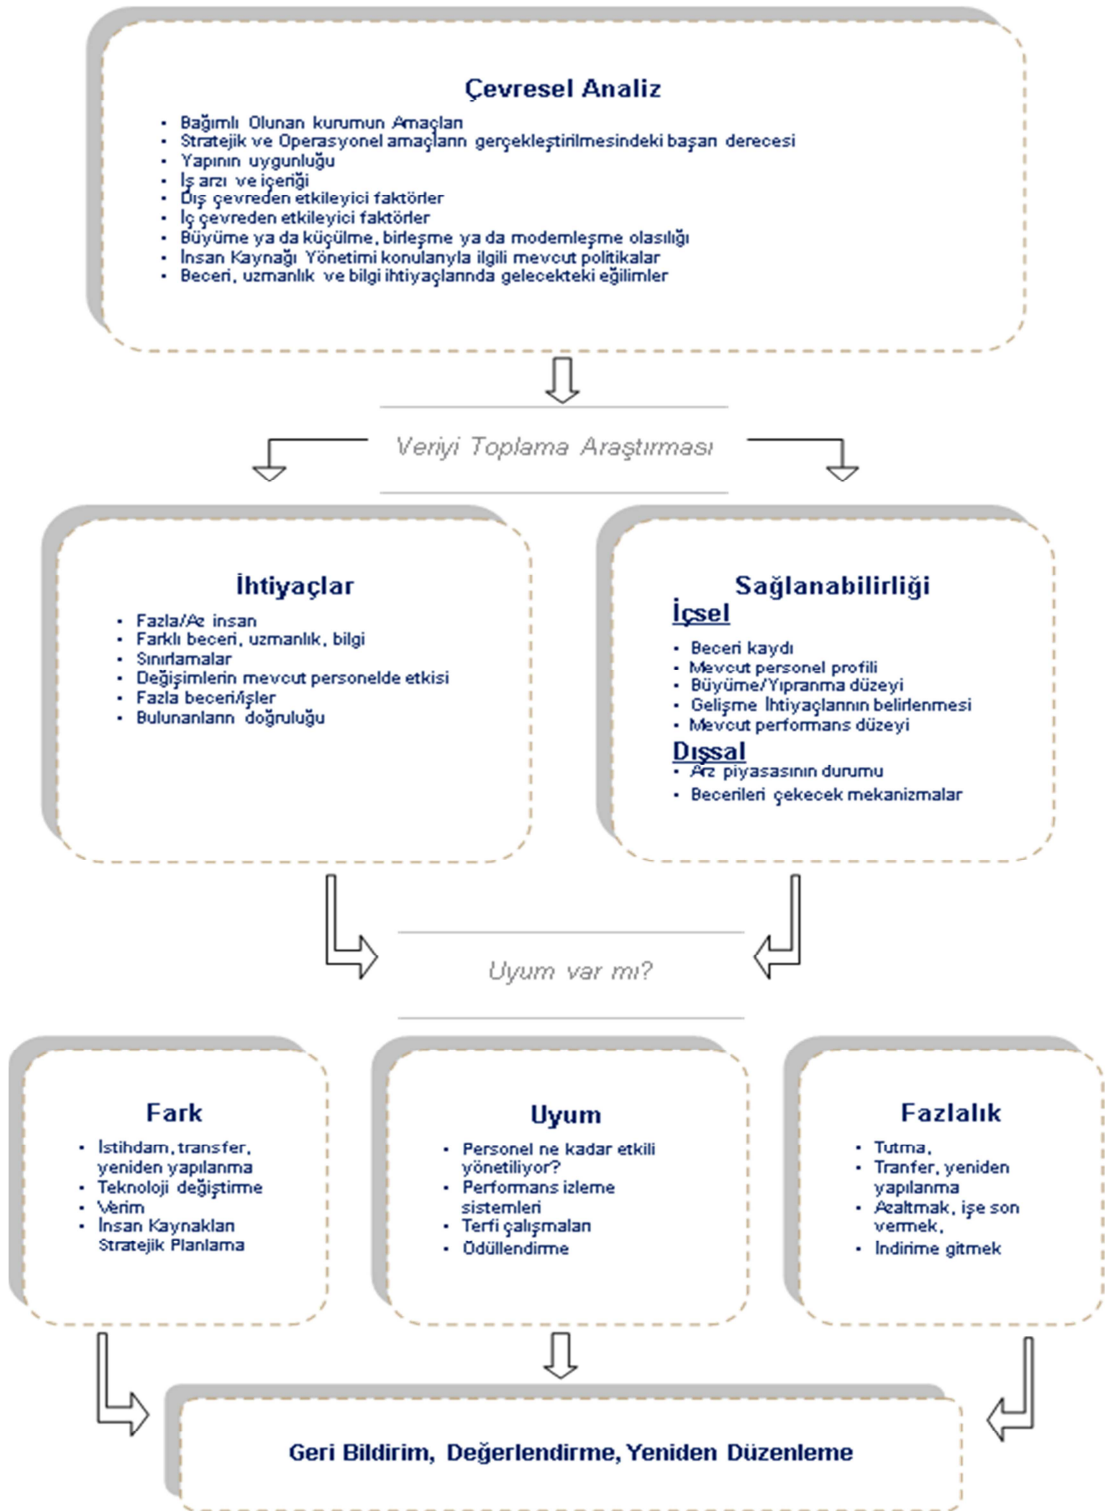 Çevresel Analiz
• Bağımlı Olunan kurumun Amaçları
• Stratejik ve Operasyonel amaçların gerçekleştirilmesindeki başarı derecesi
• Yapının uygunluğu
• İş arzı ve içeriği
• Dış çevreden etkileyici faktörler
• İç çevreden etkileyici faktörler
• Büyüme ya da küçülme, birleşme ya da modernleşme olasılığı
• İnsan Kaynağı Yönetimi konularıyla ilgili mevcut politikalar
• Beceri, uzmanlık ve bilgi ihtiyaçlarında gelecekteki eğilimler
Veriyi Toplama Araştırması
İhtiyaçlar
• Fazla/Az insan
• Farklı beceri, uzmanlık, bilgi
• Sınırlamalar
• Değişimlerin mevcut personelde etkisi
• Fazla beceri/işler
• Bulunanların doğruluğu
Sağlanabilirliği
İçsel
• Beceri kaydı
• Mevcut personel profili
• Büyüme/Yıpranma düzeyi
• Gelişme İhtiyaçlarının belirlenmesi
• Mevcut performans düzeyi
Dışsal
• Arz piyasasının durumu
• Becerileri çekecek mekanizmalar
Uyum var mı?
Fark
• İstihdam, transfer,
yeniden yapılanma
• Teknoloji değiştirme
• Verim
• İnsan Kaynakları
Stratejik Planlama
Uyum
• Personel ne kadar etkili
yönetiliyor?
• Performans izleme
sistemleri
• Terfi çalışmaları
• Ödüllendirme
Fazlalık
• Tutma,
• Tranfer, yeniden
yapılanma
• Azaltmak, işe son
vermek,
• İndirime gitmek
Geri Bildirim, Değerlendirme, Yeniden Düzenleme